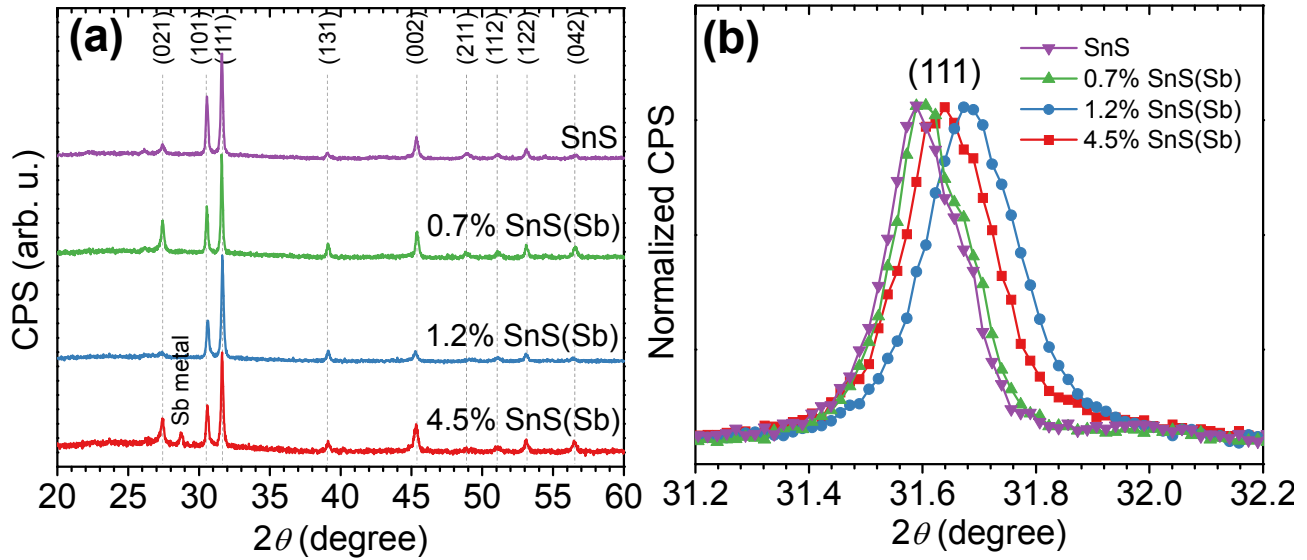 (a)
(021)
(101)
(111)
(131)
(002)
(211)
(112)
(122)
(042)
SnS
0.7% SnS(Sb)
1.2% SnS(Sb)
Sb metal
4.5% SnS(Sb)
CPS (arb. u.)
20 25 30 35 40 45 50 55 60
2θ (degree)
(b)
(111)
SnS
0.7% SnS(Sb)
1.2% SnS(Sb)
4.5% SnS(Sb)
Normalized CPS
31.2 31.4 31.6 31.8 32.0 32.2
2θ (degree)